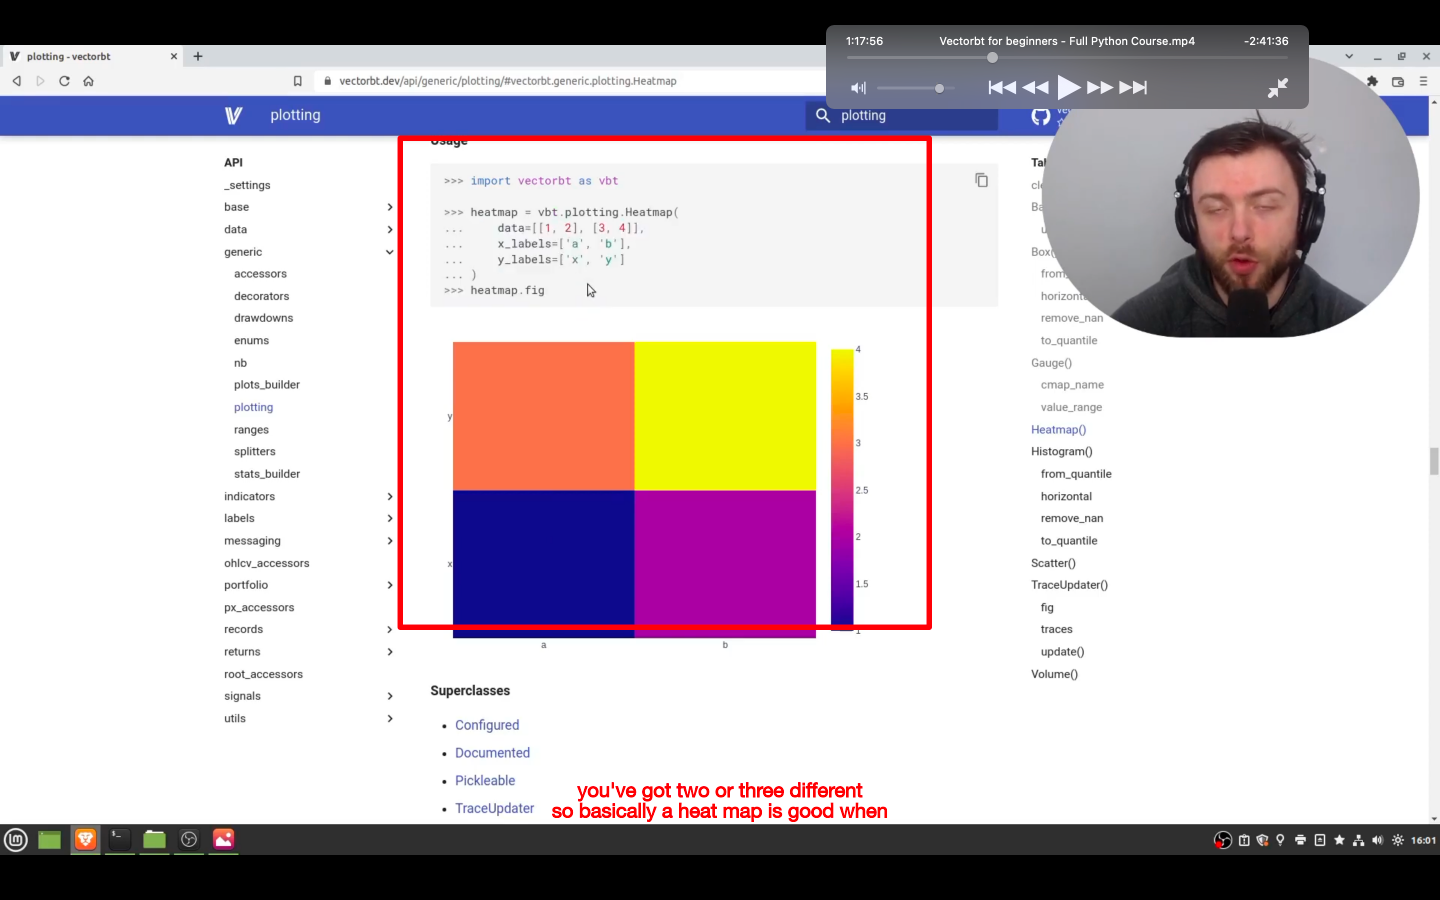 1:17:56
Vectorbt for beginners - Full Python Course.mp4
-2:41:36
plotting - vectorbt
vectorbt.dev/api/generic/plotting/#vectorbt.generic.plotting.Heatmap
plotting
plotting
API
_settings
base
data
generic
accessors
decorators
drawdowns
enums
nb
plots_builder
plotting
ranges
splitters
stats_builder
indicators
labels
messaging
ohlcv_accessors
portfolio
px_accessors
records
returns
root_accessors
signals
utils
Usage
>>> import vectorbt as vbt
>>> heatmap = vbt.plotting.Heatmap(
... data=[[1, 2], [3, 4]],
... x_labels=['a', 'b'],
... y_labels=['x', 'y']
... )
>>> heatmap.fig
y
x
a
b
4
3.5
3
2.5
2
1.5
1
Superclasses
Configured
Documented
Pickleable
TraceUpdater
you've got two or three different
so basically a heat map is good when
horizonta
remove_nan
to_quantile
Gauge()
cmap_name
value_range
Heatmap()
Histogram()
from_quantile
horizontal
remove_nan
to_quantile
Scatter()
TraceUpdater()
fig
traces
update()
Volume()
16:01